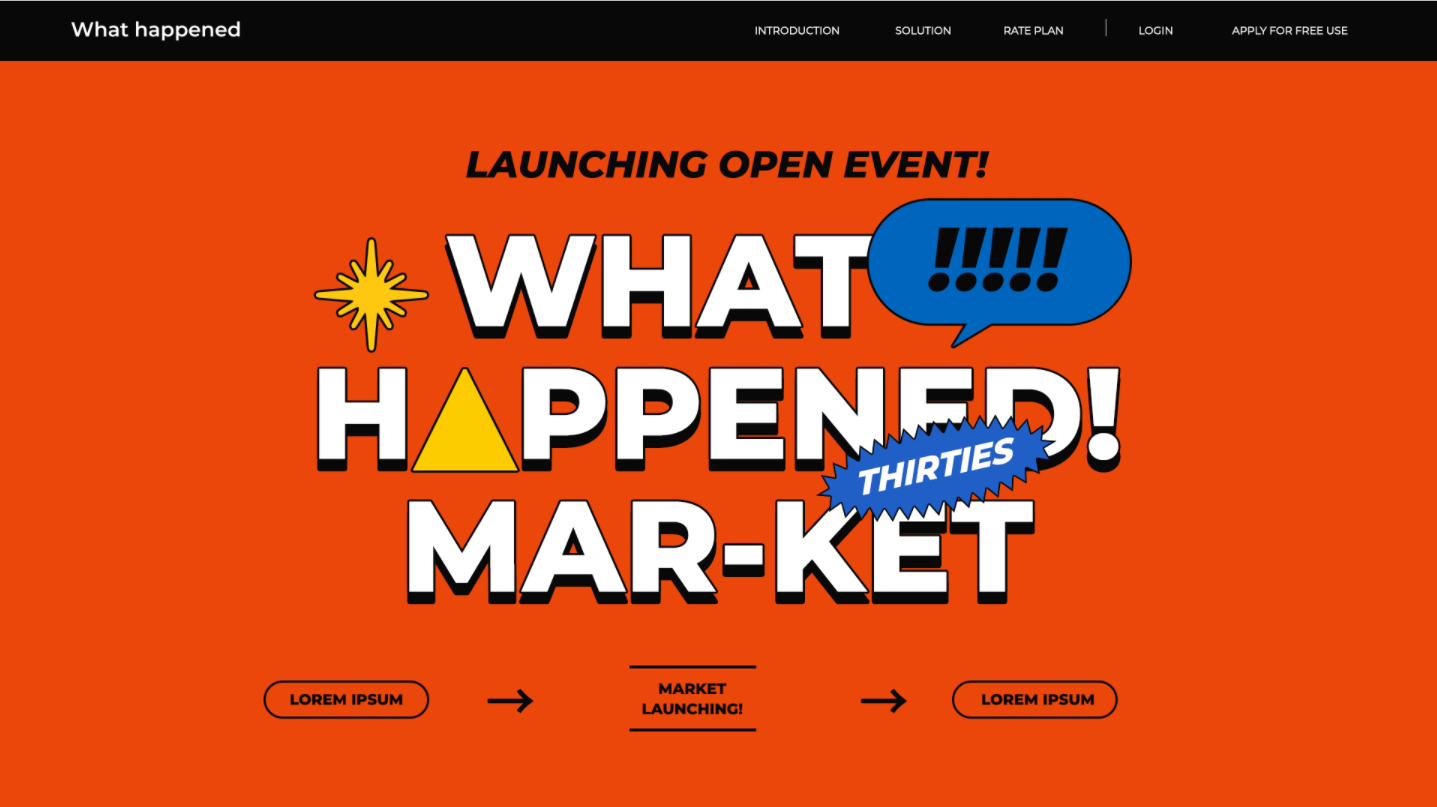 What happened
INTRODUCTION
SOLUTION
RATE PLAN
LOGIN
APPLY FOR FREE USE
LAUNCHING OPEN EVENT!
WHAT
!!!!!
HAPPENED!
THIRTIES
MAR-KET
LOREM IPSUM
MARKET
LAUNCHING!
LOREM IPSUM